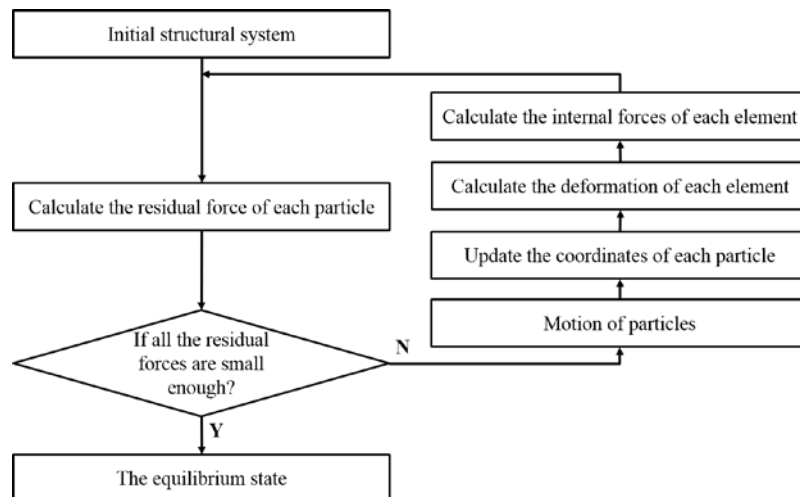 Initial structural system
Calculate the residual force of each particle
If all the residual
forces are small
enough?
N
Y
The equilibrium state
Motion of particles
Update the coordinates of each particle
Calculate the deformation of each element
Calculate the internal forces of each element